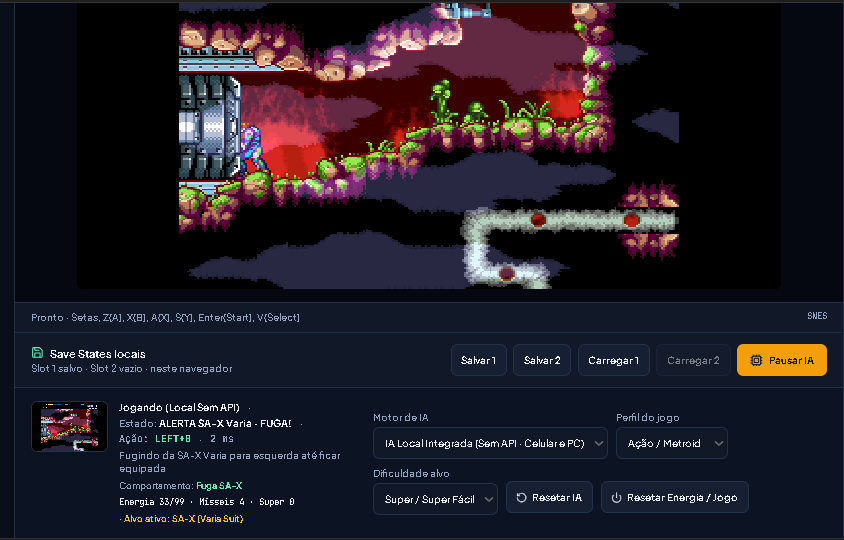 Pronto · Setas, Z(A), X(B), A(X), S(Y), Enter(Start), V(Select)
SNES
Save States locais
Slot 1 salvo · Slot 2 vazio · neste navegador
Salvar 1
Salvar 2
Carregar 1
Carregar 2
Pausar IA
Jogando (Local Sem API) ·
Estado: ALERTA SA-X Varia - FUGA! ·
Ação: LEFT+B · 2 ms
Fugindo da SA-X Varia para esquerda até ficar
equipada
Comportamento: Fuga SA-X
Energia 33/99 · Misseis 4 · Super 0
· Alvo ativo: SA-X (Varia Suit)
Motor de IA
IA Local Integrada (Sem API - Celular e PC)
Perfil do jogo
Ação / Metroid
Dificuldade alvo
Super / Super Fácil
Resetar IA
Resetar Energia / Jogo